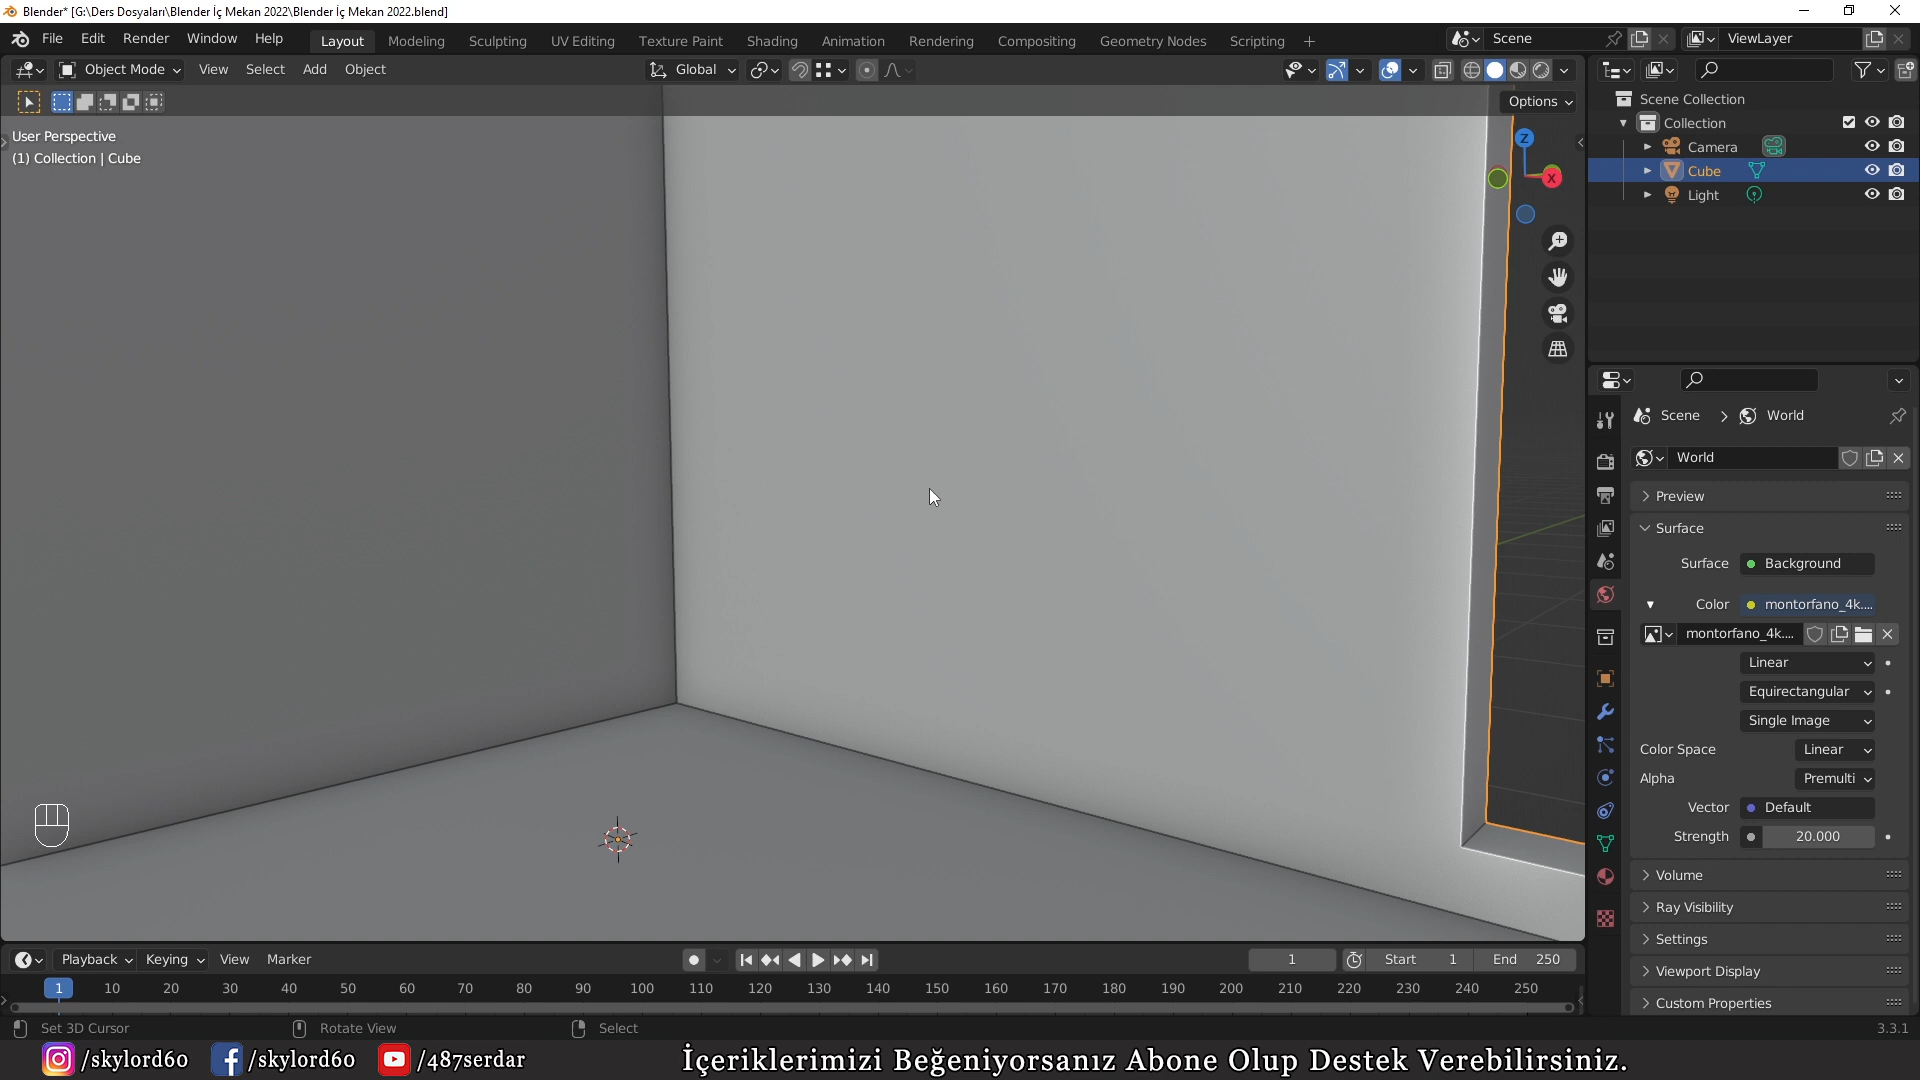 Blender* [G:\Ders Dosyaları\Blender İç Mekan 2022\Blender İç Mekan 2022.blend]
File Edit Render Window Help
Layout Modeling Sculpting UV Editing Texture Paint Shading Animation Rendering Compositing Geometry Nodes Scripting +
Scene
ViewLayer
Object Mode View Select Add Object
Global
Options
User Perspective
(1) Collection | Cube
Z
X
Scene Collection
Collection
Camera
Cube
Light
Scene > World
World
Preview
Surface
Surface Background
Color montorfano_4k....
montorfano_4k....
Linear
Equirectangular
Single Image
Color Space Linear
Alpha Premulti
Vector Default
Strength 20.000
Volume
Ray Visibility
Settings
Viewport Display
Custom Properties
Playback Keying View Marker
1 Start 1 End 250
1 10 20 30 40 50 60 70 80 90 100 110 120 130 140 150 160 170 180 190 200 210 220 230 240 250
Set 3D Cursor Rotate View Select
3.3.1
/skylord60 /skylord60 /487serdar İçeriklerimizi Beğeniyorsanız Abone Olup Destek Verebilirsiniz.